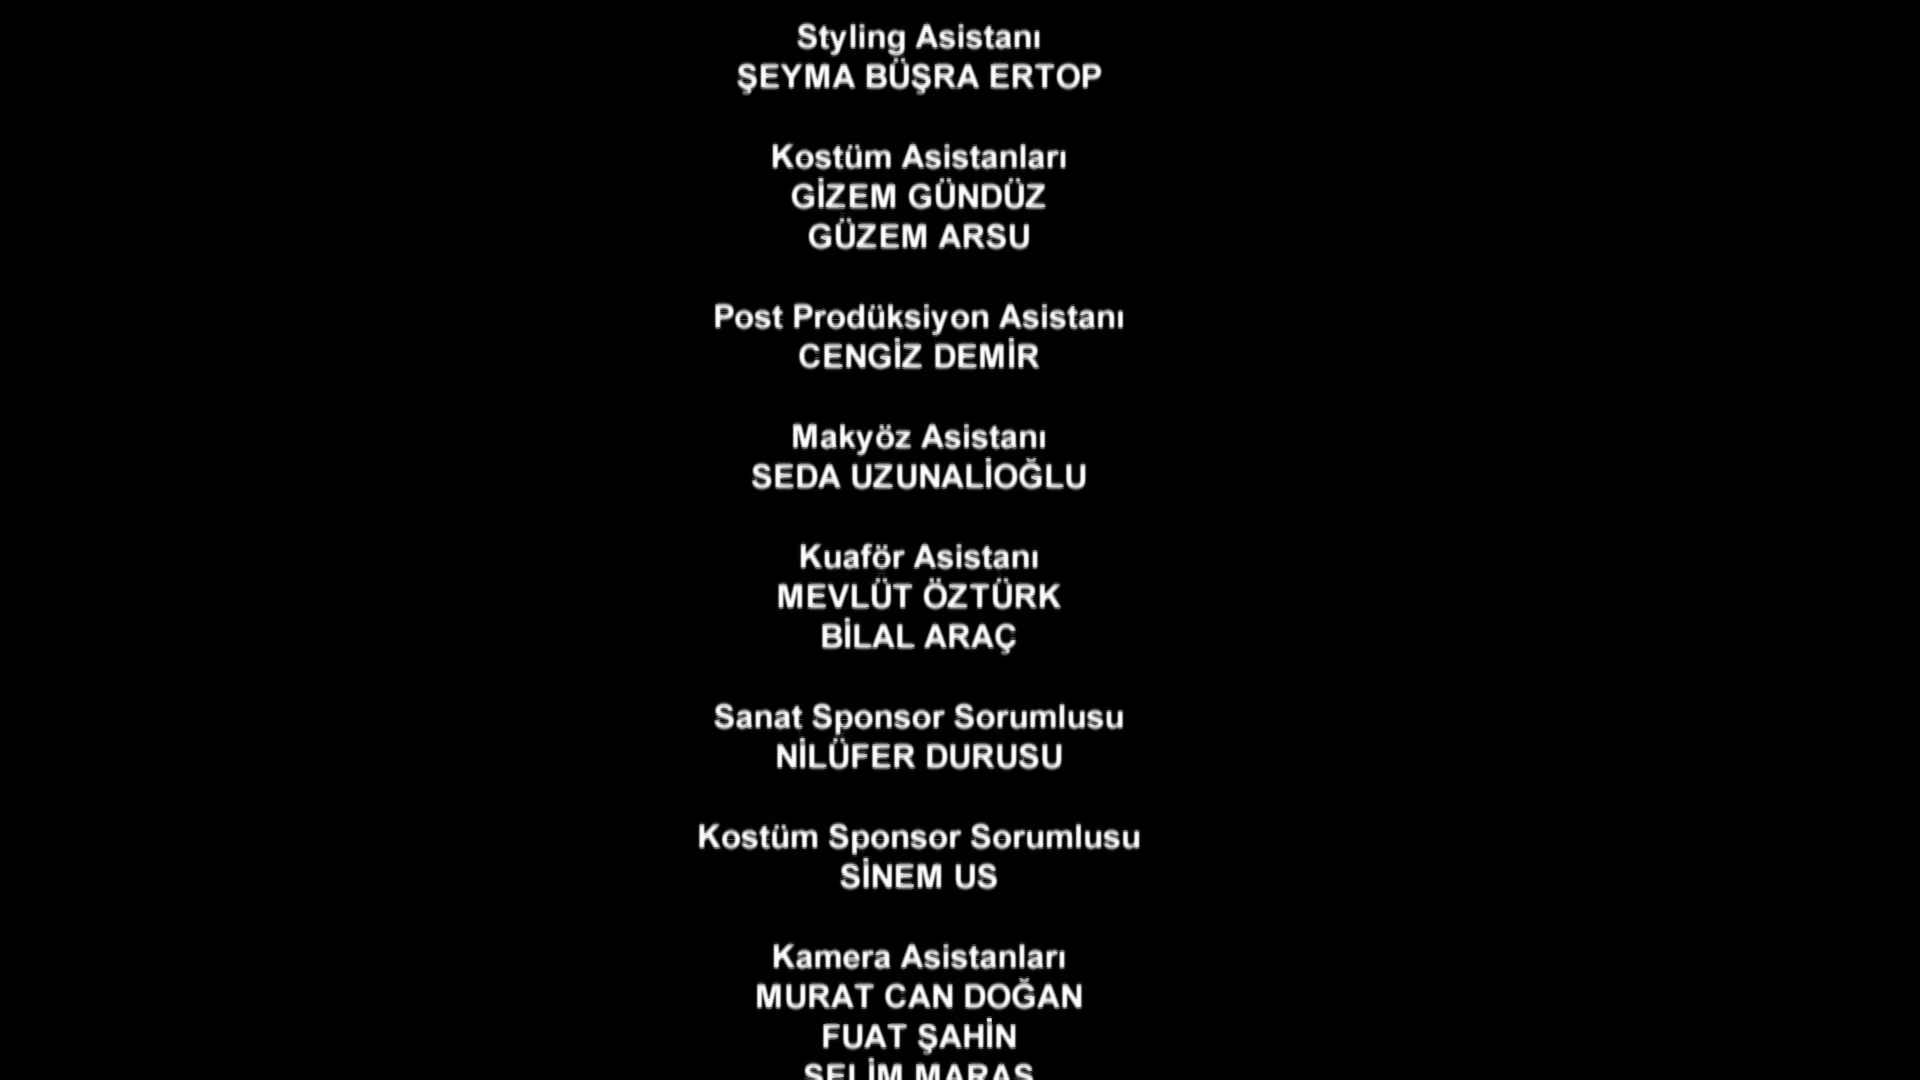 Styling Asistanı
ŞEYMA BÜŞRA ERTOP
Kostüm Asistanları
GİZEM GÜNDÜZ
GÜZEM ARSU
Post Prodüksiyon Asistanı
CENGİZ DEMİR
Makyöz Asistanı
SEDA UZUNALİOĞLU
Kuaför Asistanı
MEVLÜT ÖZTÜRK
BİLAL ARAÇ
Sanat Sponsor Sorumlusu
NİLÜFER DURUSU
Kostüm Sponsor Sorumlusu
SİNEM US
Kamera Asistanları
MURAT CAN DOĞAN
FUAT ŞAHİN
SELİM